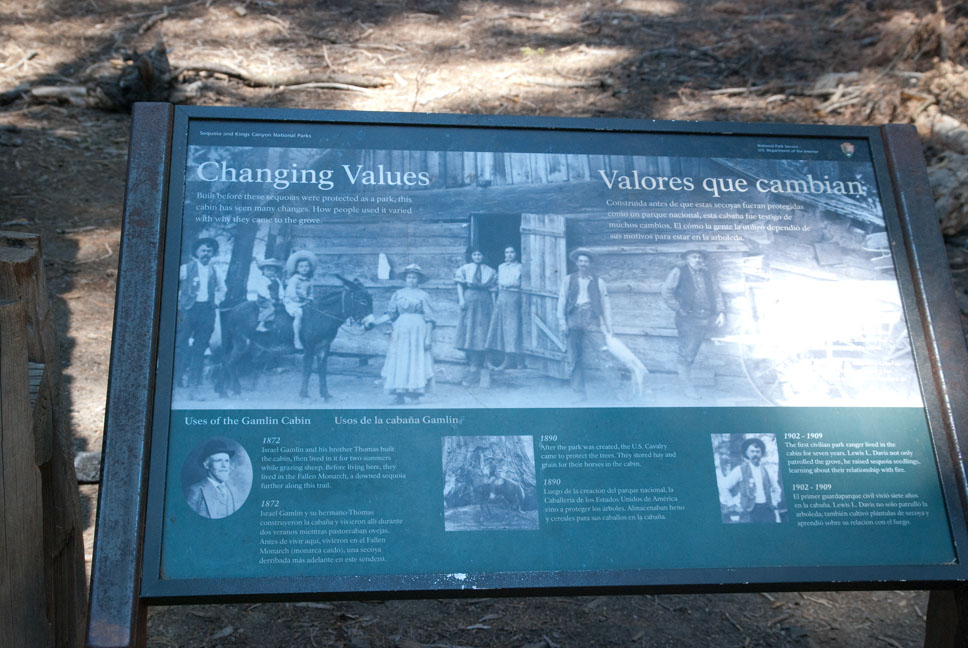 Sequoia and Kings Canyon National Parks
National Park Service
U.S. Department of the Interior
Changing Values
Built before these sequoias were protected as a park, this
cabin has seen many changes. How people used it varied
with why they came to the grove.
Valores que cambian
Construida antes de que estas secoyas fueran protegidas
como un parque nacional, esta cabaña fue testigo de
muchos cambios. El cómo la gente la utilizó dependió de
sus motivos para estar en la arboleda.
Uses of the Gamlin Cabin
Usos de la cabaña Gamlin
1872
Israel Gamlin and his brother Thomas built
the cabin, then lived in it for two summers
while grazing sheep. Before living here, they
lived in the Fallen Monarch, a downed sequoia
further along this trail.
1872
Israel Gamlin y su hermano Thomas
construyeron la cabaña y vivieron allí durante
dos veranos mientras pastoreaban ovejas.
Antes de vivir aquí, vivieron en el Fallen
Monarch (monarca caído), una secoya
derribada más adelante en este sendero.
1890
After the park was created, the U.S. Cavalry
came to protect the trees. They stored hay and
grain for their horses in the cabin.
1890
Luego de la creación del parque nacional, la
Caballería de los Estados Unidos de América
vino a proteger los árboles. Almacenaban heno
y cereales para sus caballos en la cabaña.
1902 - 1909
The first civilian park ranger lived in the
cabin for seven years. Lewis L. Davis not only
patrolled the grove, he raised sequoia seedlings,
learning about their relationship with fire.
1902 - 1909
El primer guardaparque civil vivió siete años
en la cabaña. Lewis L. Davis no solo patrulló la
arboleda, también cultivó plántulas de secoya y
aprendió sobre su relación con el fuego.